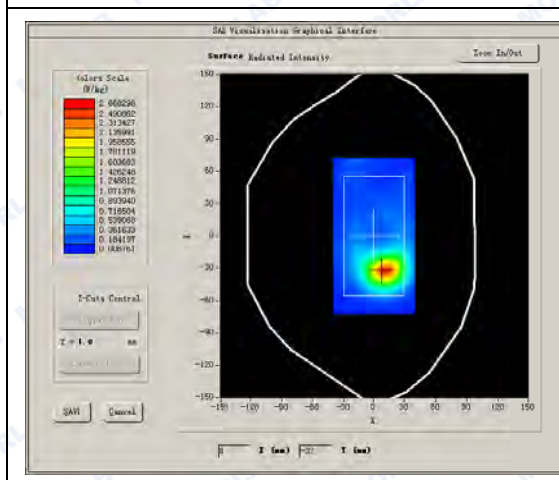 SAR Visualisation Graphical Interface
Surface Radiated Intensity
Zoom In/Out
Colors Scale
(W/kg)
2.668298
2.490862
2.313427
2.135991
1.958555
1.781119
1.603683
1.426248
1.248812
1.071376
0.893940
0.716504
0.539068
0.361633
0.184197
0.006761
150
120
90
60
30
0
-30
-60
-90
-120
-150
Y
-150 -120 -90 -60 -30 0 30 60 90 120 150
X
Z-Cuts Control
Z = 1.0 mm
SAVE
Cancel
X (mm)
Y (mm)